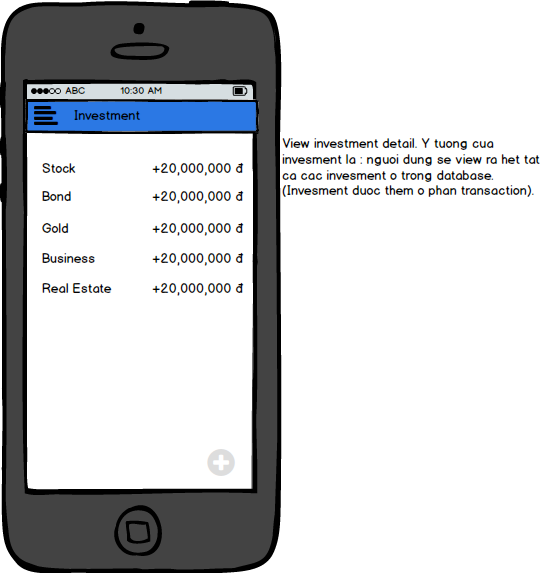 ABC 10:30 AM
Investment
Stock +20,000,000 đ
Bond +20,000,000 đ
Gold +20,000,000 đ
Business +20,000,000 đ
Real Estate +20,000,000 đ
View investment detail. Y tuong cua
invesment la : nguoi dung se view ra het tat
ca cac invesment o trong database.
(Invesment duoc them o phan transaction).